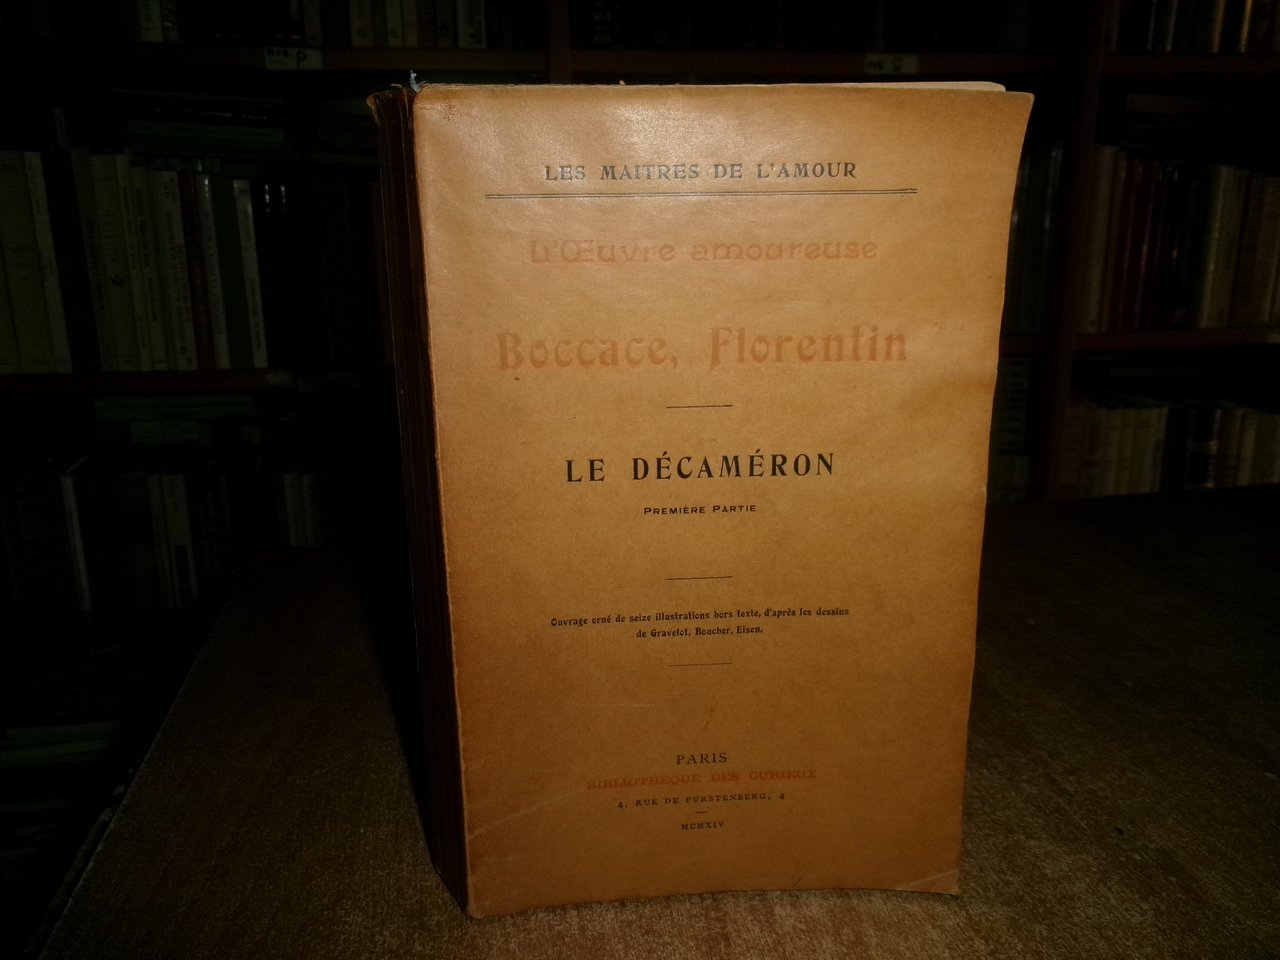 LES MAITRES DE L'AMOUR
L'Œuvre amoureuse
de
Boccace, Florentin
LE DÉCAMÉRON
PREMIÈRE PARTIE
Ouvrage orné de seize illustrations hors texte, d'après les dessins
de Gravelot, Boucher, Eisen.
PARIS
BIBLIOTHÈQUE DES CURIEUX
4, RUE DE FURSTENBERG, 4
MCMXIV